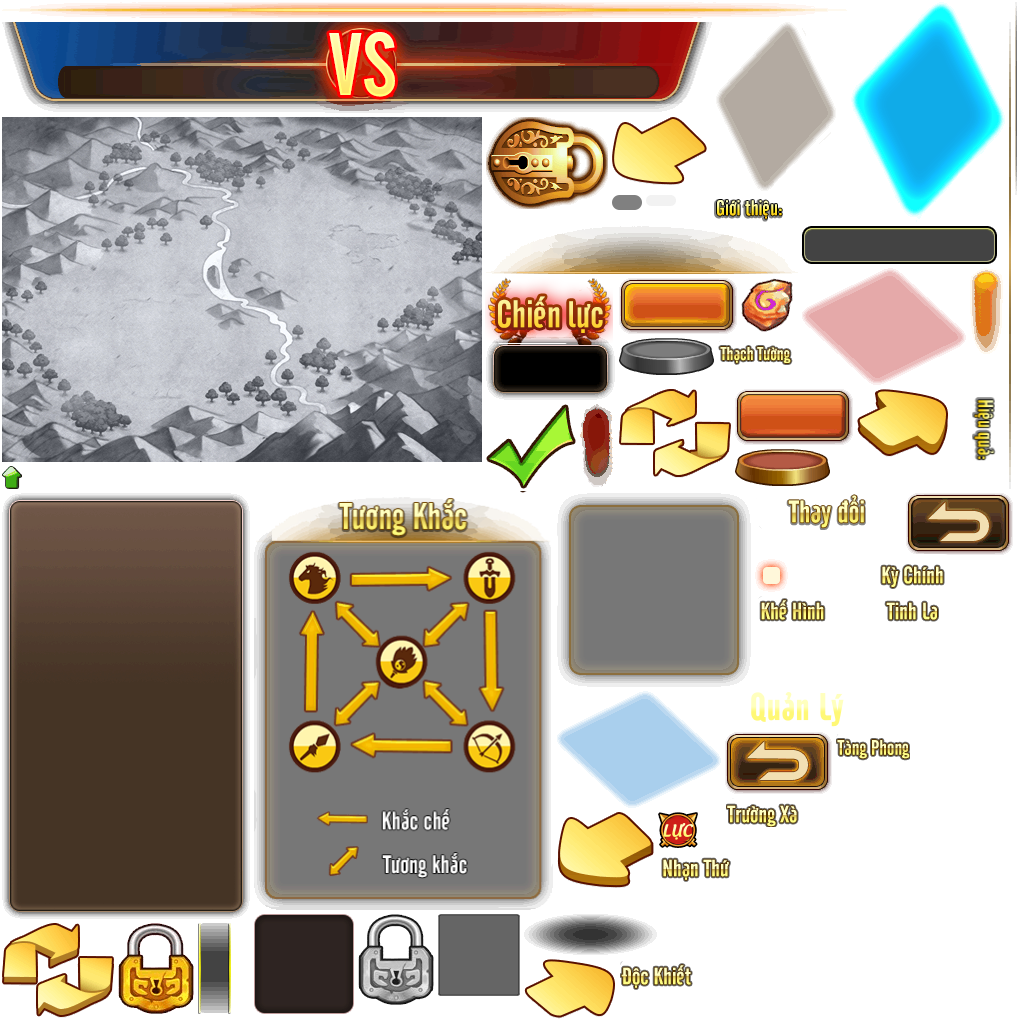 VS
Giới thiệu:
Chiến lực
Thạch Tường
Hiệu quả:
Tương Khắc
Thay đổi
Kỳ Chính
Khế Hình
Tinh La
Quản Lý
Tàng Phong
Trường Xà
Khắc chế
LỰC
Tương khắc
Nhạn Thứ
Độc Khiết